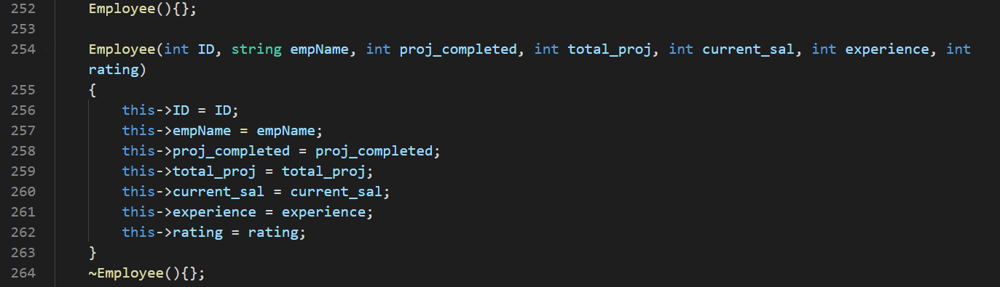 252 Employee(){};
253
254 Employee(int ID, string empName, int proj_completed, int total_proj, int current_sal, int experience, int
rating)
255 {
256 this->ID = ID;
257 this->empName = empName;
258 this->proj_completed = proj_completed;
259 this->total_proj = total_proj;
260 this->current_sal = current_sal;
261 this->experience = experience;
262 this->rating = rating;
263 }
264 ~Employee(){};